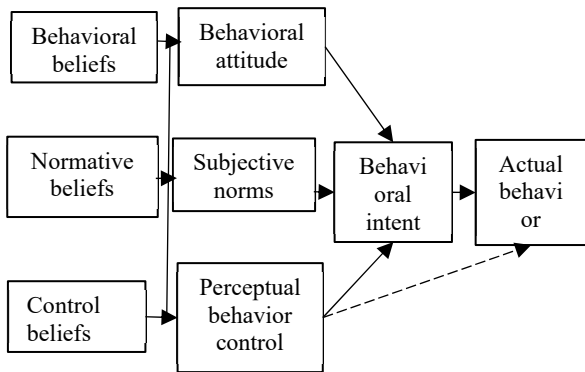 Behavioral
beliefs
Behavioral
attitude
Normative
beliefs
Subjective
norms
Behavi
oral
intent
Actual
behavi
or
Control
beliefs
Perceptual
behavior
control